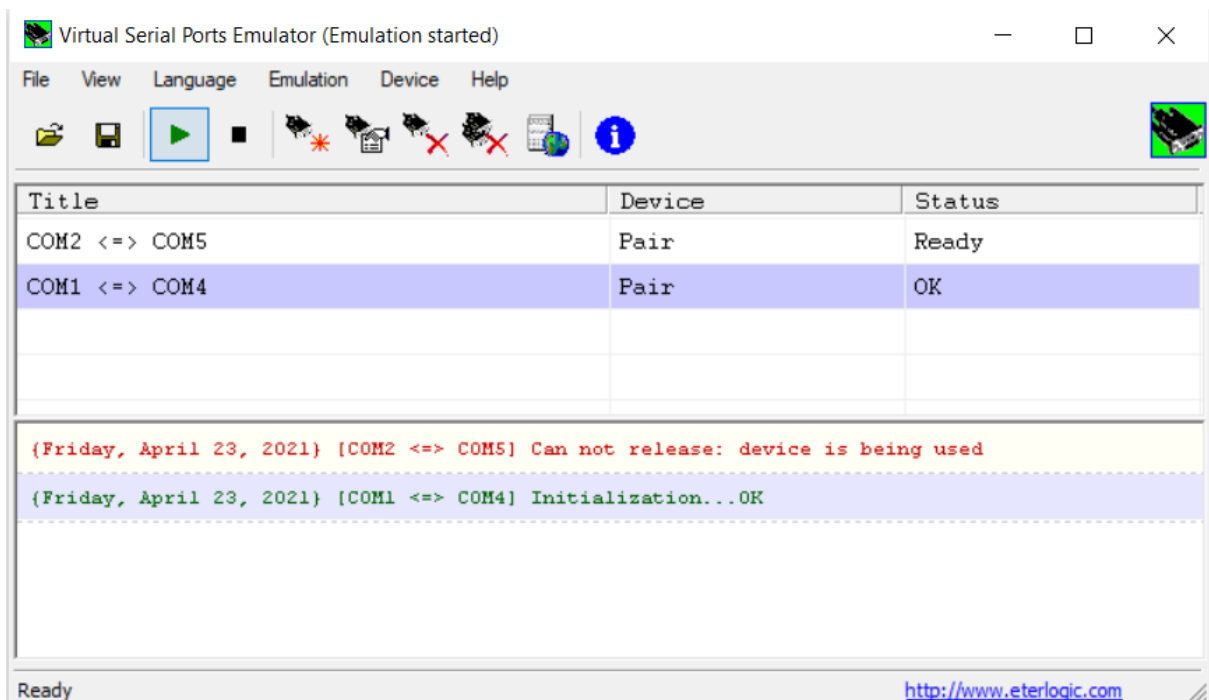 Virtual Serial Ports Emulator (Emulation started)
File View Language Emulation Device Help
Title Device Status
COM2 <=> COM5 Pair Ready
COM1 <=> COM4 Pair OK
{Friday, April 23, 2021} [COM2 <=> COM5] Can not release: device is being used
{Friday, April 23, 2021} [COM1 <=> COM4] Initialization...OK
Ready http://www.eterlogic.com